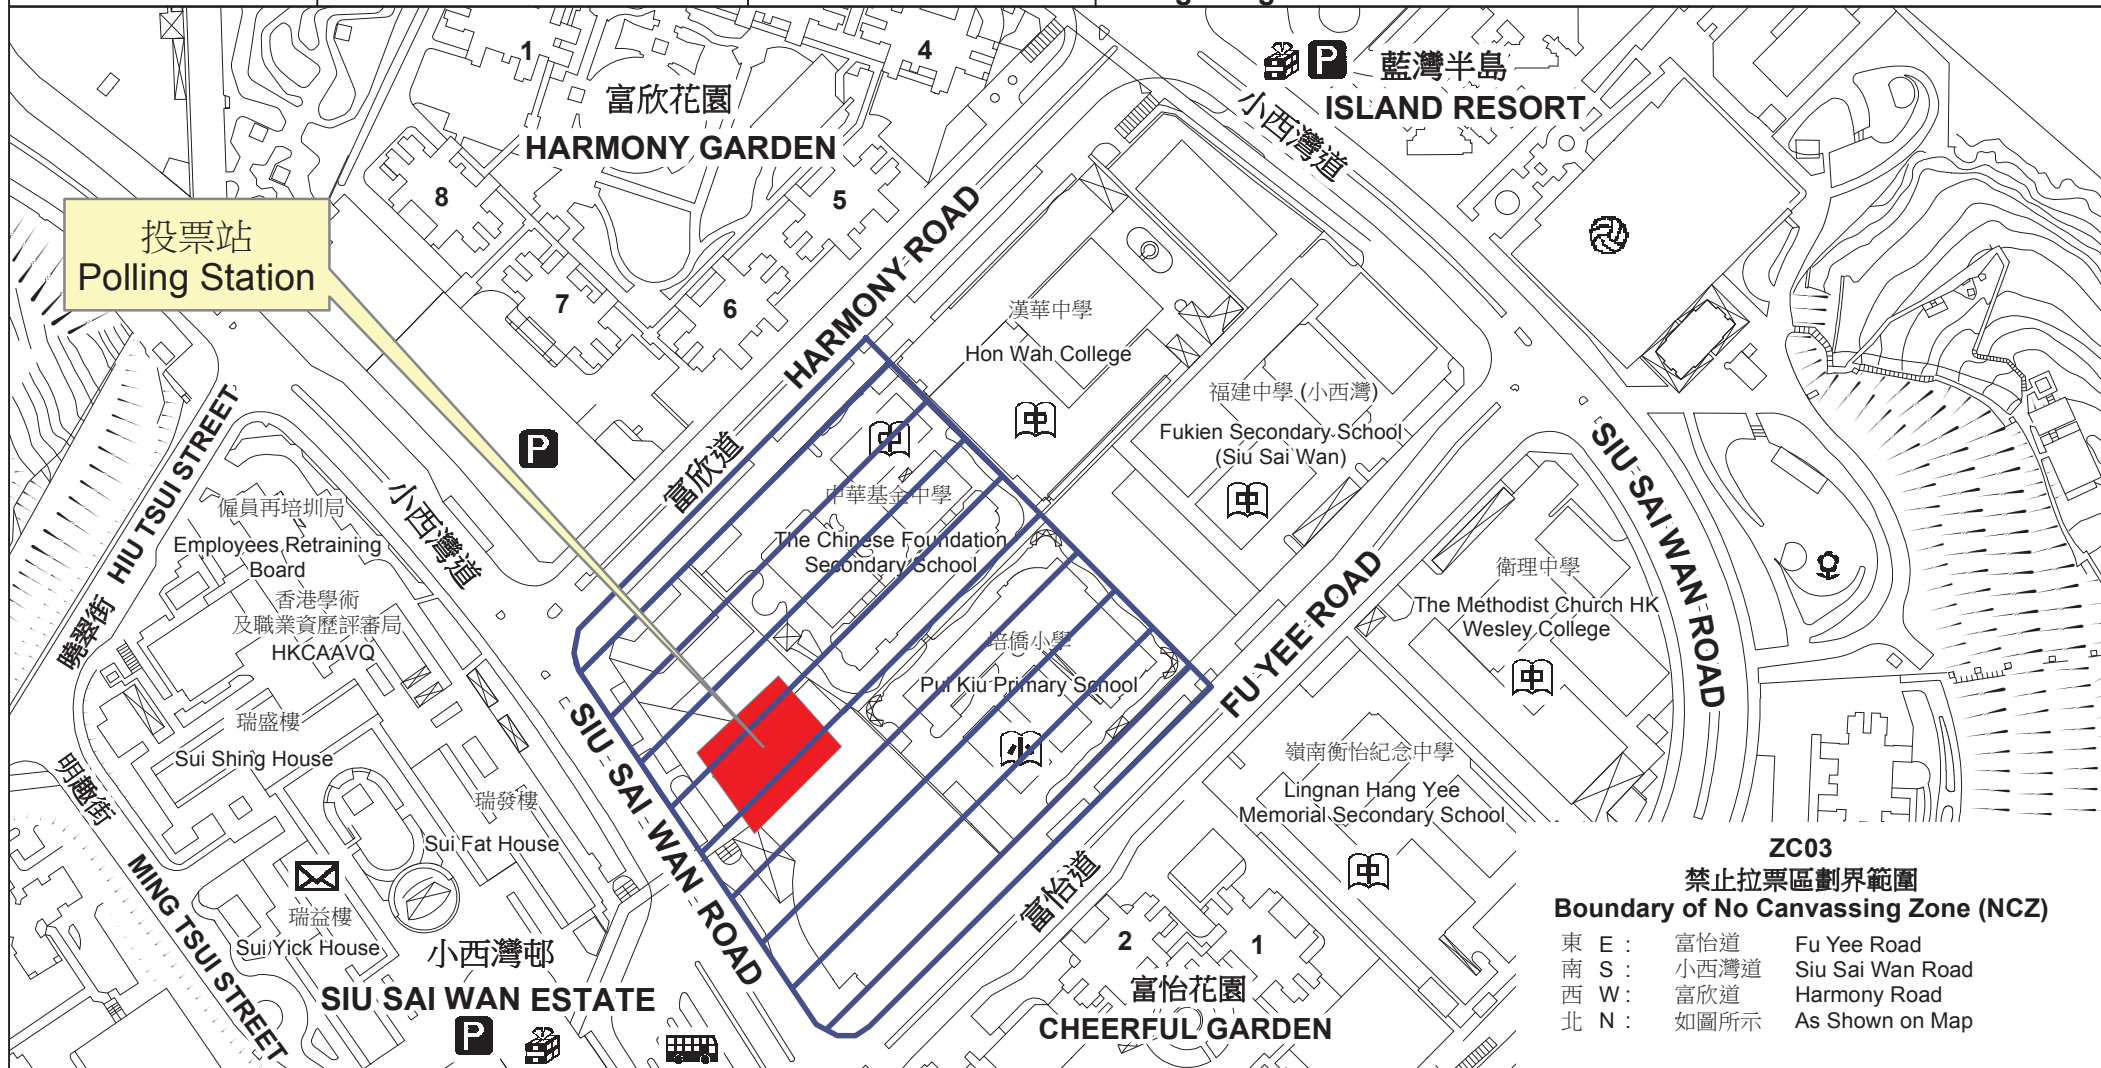 1
4
富欣花園
HARMONY GARDEN
8
5
7
6
藍灣半島
ISLAND RESORT
小西灣道
投票站
Polling Station
HARMONY ROAD
富欣道
漢華中學
Hon Wah College
中
福建中學 (小西灣)
Fukien Secondary School
(Siu Sai Wan)
中
P
P
HIU TSUI STREET
曉翠街
小西灣道
僱員再培圳局
Employees Retraining
Board
香港學術
及職業資歷評審局
HKCAAVQ
中
中華基金中學
The Chinese Foundation
Secondary School
培僑小學
Pui Kiu Primary School
小
SIU SAI WAN ROAD
衛理中學
The Methodist Church HK
Wesley College
中
FU YEE ROAD
富怡道
嶺南衡怡紀念中學
Lingnan Hang Yee
Memorial Secondary School
中
瑞盛樓
Sui Shing House
瑞發樓
Sui Fat House
明趣街
MING TSUI STREET
瑞益樓
Sui Yick House
小西灣邨
SIU SAI WAN ESTATE
P
SIU SAI WAN ROAD
2
1
富怡花園
CHEERFUL GARDEN
ZC03
禁止拉票區劃界範圍
Boundary of No Canvassing Zone (NCZ)
東 E : 富怡道 Fu Yee Road
南 S : 小西灣道 Siu Sai Wan Road
西 W : 富欣道 Harmony Road
北 N : 如圖所示 As Shown on Map